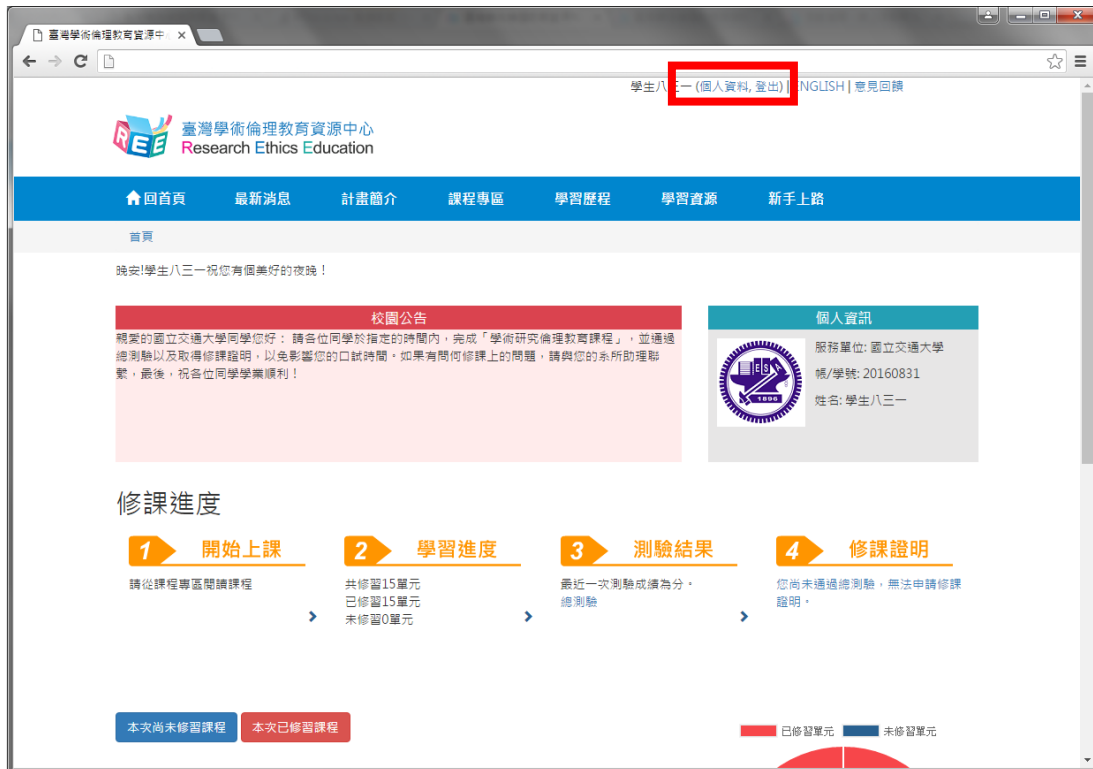 臺灣學術倫理教育資源中
學生八三一 (個人資料, 登出) | ENGLISH | 意見回饋
REE
臺灣學術倫理教育資源中心
Research Ethics Education
回首頁 最新消息 計畫簡介 課程專區 學習歷程 學習資源 新手上路
首頁
晚安!學生八三一祝您有個美好的夜晚！
校園公告
親愛的國立交通大學同學您好： 請各位同學於指定的時間內，完成「學術研究倫理教育課程」，並通過
總測驗以及取得修課證明，以免影響您的口試時間。如果有問何修課上的問題，請與您的系所助理聯
繫，最後，祝各位同學學業順利！
個人資訊
ESA
1896
服務單位: 國立交通大學
帳/學號: 20160831
姓名: 學生八三一
修課進度
1 開始上課
請從課程專區閱讀課程
2 學習進度
共修習15單元
已修習15單元
未修習0單元
3 測驗結果
最近一次測驗成績為分。
總測驗
4 修課證明
您尚未通過總測驗，無法申請修課
證明。
本次尚未修習課程 本次已修習課程
已修習單元 未修習單元